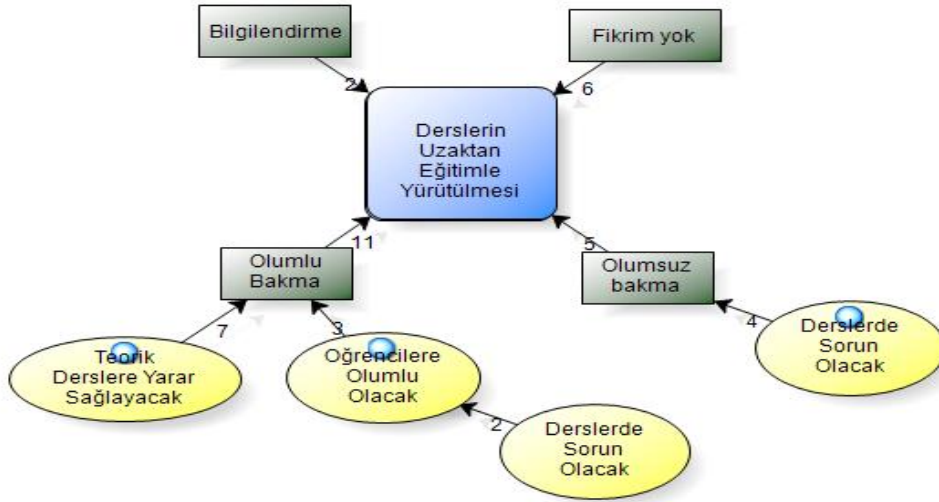 Bilgilendirme
Fikrim yok
2
6
Derslerin
Uzaktan
Eğitimle
Yürütülmesi
11
5
Olumlu
Bakma
Olumsuz
bakma
7
3
4
Teorik
Derslere Yarar
Sağlayacak
Öğrencilere
Olumlu
Olacak
Derslerde
Sorun
Olacak
2
Derslerde
Sorun
Olacak